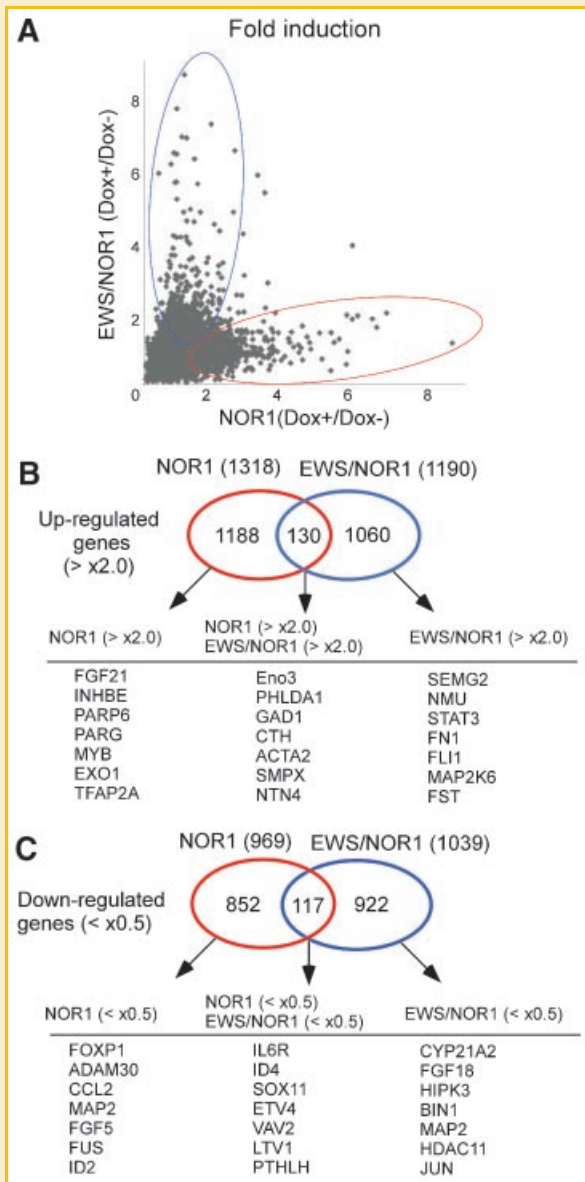 A
Fold induction
EWS/NOR1 (Dox+/Dox-)
8
6
4
2
0 2 4 6 8
NOR1(Dox+/Dox-)
B
NOR1 (1318) EWS/NOR1 (1190)
Up-regulated
genes
(> x2.0)
1188 130 1060
NOR1 (> x2.0)
NOR1 (> x2.0)
EWS/NOR1 (> x2.0)
EWS/NOR1 (> x2.0)
FGF21 Eno3 SEMG2
INHBE PHLDA1 NMU
PARP6 GAD1 STAT3
PARG CTH FN1
MYB ACTA2 FLI1
EXO1 SMPX MAP2K6
TFAP2A NTN4 FST
C
NOR1 (969) EWS/NOR1 (1039)
Down-regulated
genes (< x0.5)
852 117 922
NOR1 (< x0.5)
NOR1 (< x0.5)
EWS/NOR1 (< x0.5)
EWS/NOR1 (< x0.5)
FOXP1 IL6R CYP21A2
ADAM30 ID4 FGF18
CCL2 SOX11 HIPK3
MAP2 ETV4 BIN1
FGF5 VAV2 MAP2
FUS LTV1 HDAC11
ID2 PTHLH JUN